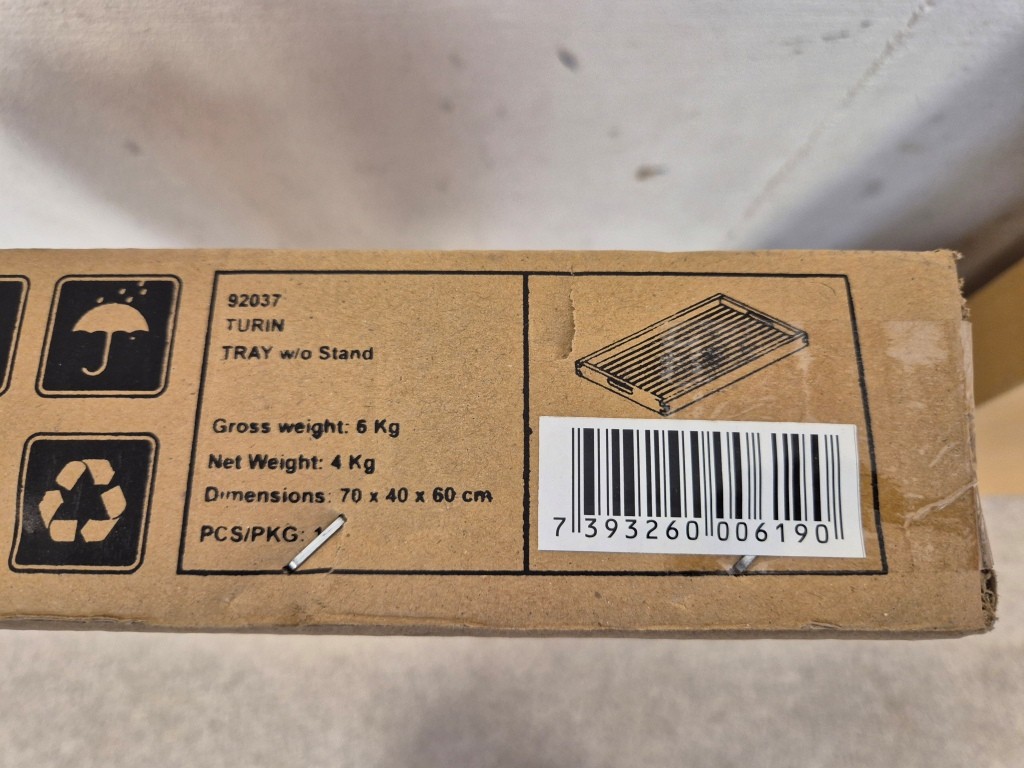 92037
TURIN
TRAY w/o Stand
Gross weight: 6 Kg
Net Weight: 4 Kg
Dimensions: 70 x 40 x 60 cm
PCS/PKG:
7 393260 006190